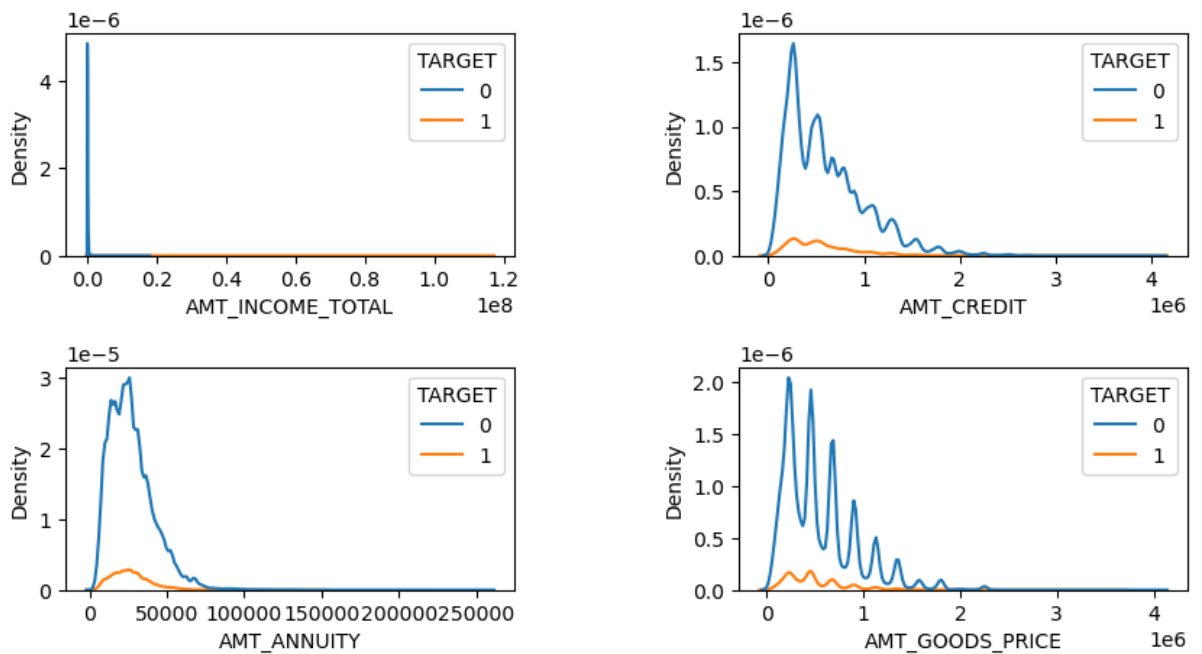 1e−6
TARGET
0
1
4
2
0
Density
0.0 0.2 0.4 0.6 0.8 1.0 1.2
AMT_INCOME_TOTAL
1e8
1e−6
TARGET
0
1
1.5
1.0
0.5
0.0
Density
0 1 2 3 4
AMT_CREDIT
1e6
1e−5
TARGET
0
1
3
2
1
0
Density
0 50000 100000 150000 200000 250000
AMT_ANNUITY
1e−6
TARGET
0
1
2.0
1.5
1.0
0.5
0.0
Density
0 1 2 3 4
AMT_GOODS_PRICE
1e6